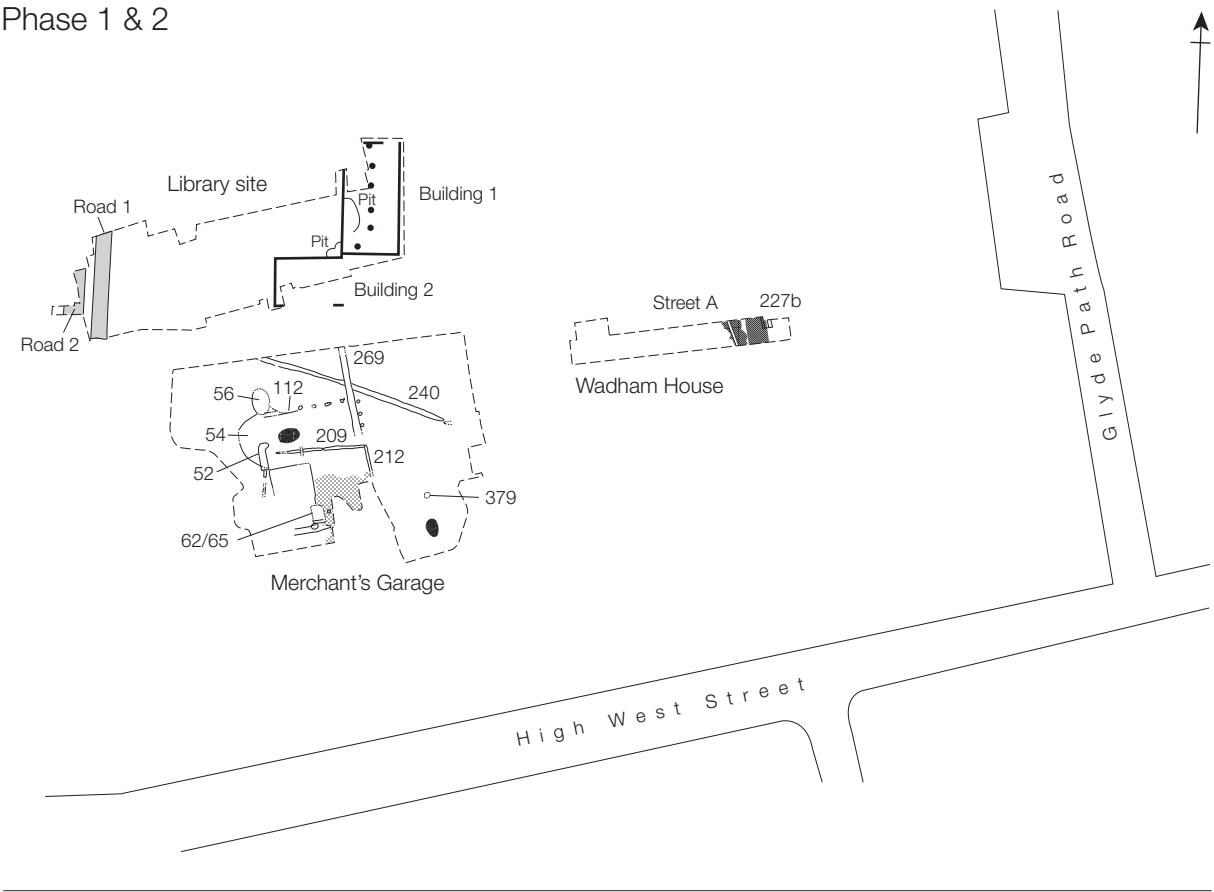 Phase 1 & 2
Library site
Road 1
Pit
Building 1
Pit
Building 2
Road 2
Street A
227b
Wadham House
269
56
112
240
54
209
52
212
379
62/65
Merchant's Garage
Glyde Path Road
High West Street